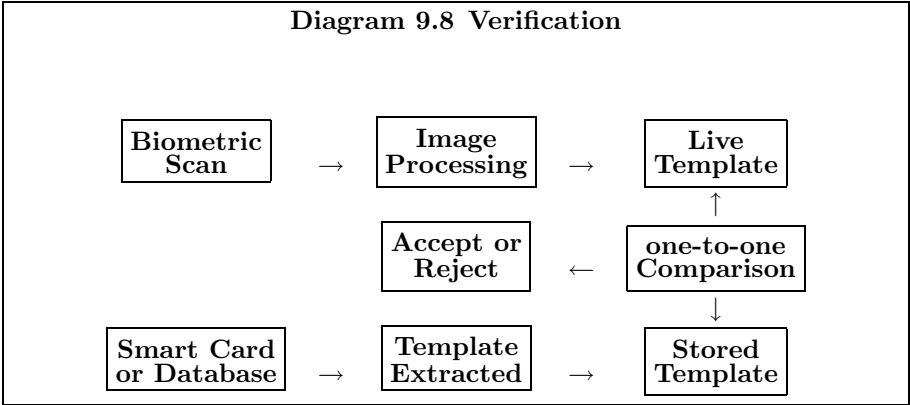 Diagram 9.8 Verification
Biometric
Scan
→
Image
Processing
→
Live
Template
↑
Accept or
Reject
←
one-to-one
Comparison
↓
Smart Card
or Database
→
Template
Extracted
→
Stored
Template